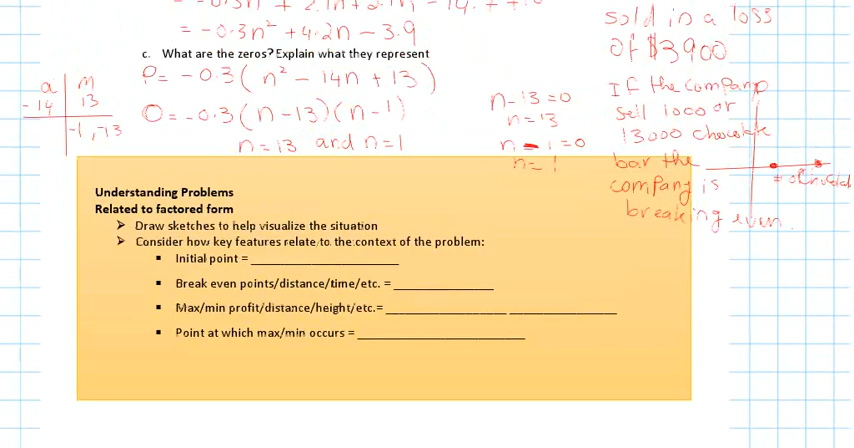 = -0.3n² + 4.2n - 3.9
c. What are the zeros? Explain what they represent
P= -0.3(n² - 14n + 13)
a | m
-14 | 13
-1, -13
0 = -0.3(n-13)(n-1)
n = 13 and n = 1
n-13=0
n=13
n-1=0
n=1
sold in a loss
of $3900
If the company
sell 1000 or
13000 chocolate
bar the
company is
breaking even.
Understanding Problems
Related to factored form
➢ Draw sketches to help visualize the situation
➢ Consider how key features relate to the context of the problem:
▪ Initial point = ____________________
▪ Break even points/distance/time/etc. = ______________
▪ Max/min profit/distance/height/etc.= _________________ _______________
▪ Point at which max/min occurs = _______________________